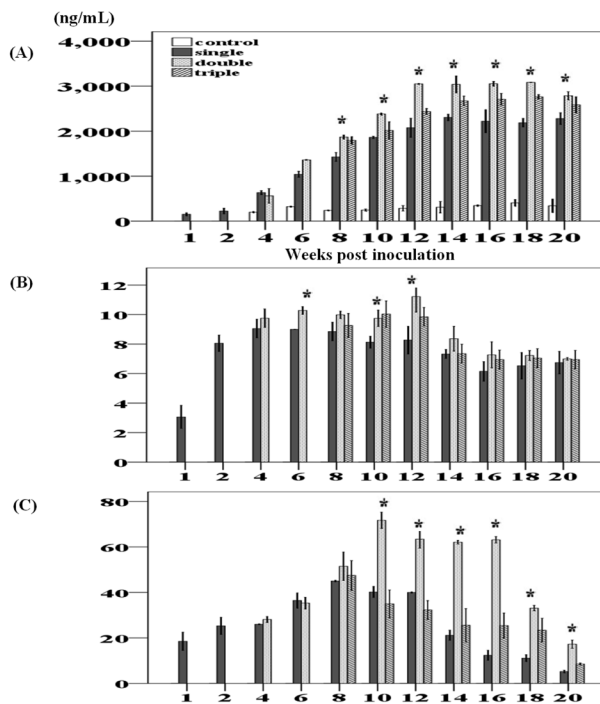 (ng/mL)
(A)
4,000
3,000
2,000
1,000
0
control
single
double
triple
* * * * * * *
1 2 4 6 8 10 12 14 16 18 20
Weeks post inoculation
(B)
12
10
8
6
4
2
0
* * *
1 2 4 6 8 10 12 14 16 18 20
(C)
80
60
40
20
0
* * * * * *
1 2 4 6 8 10 12 14 16 18 20